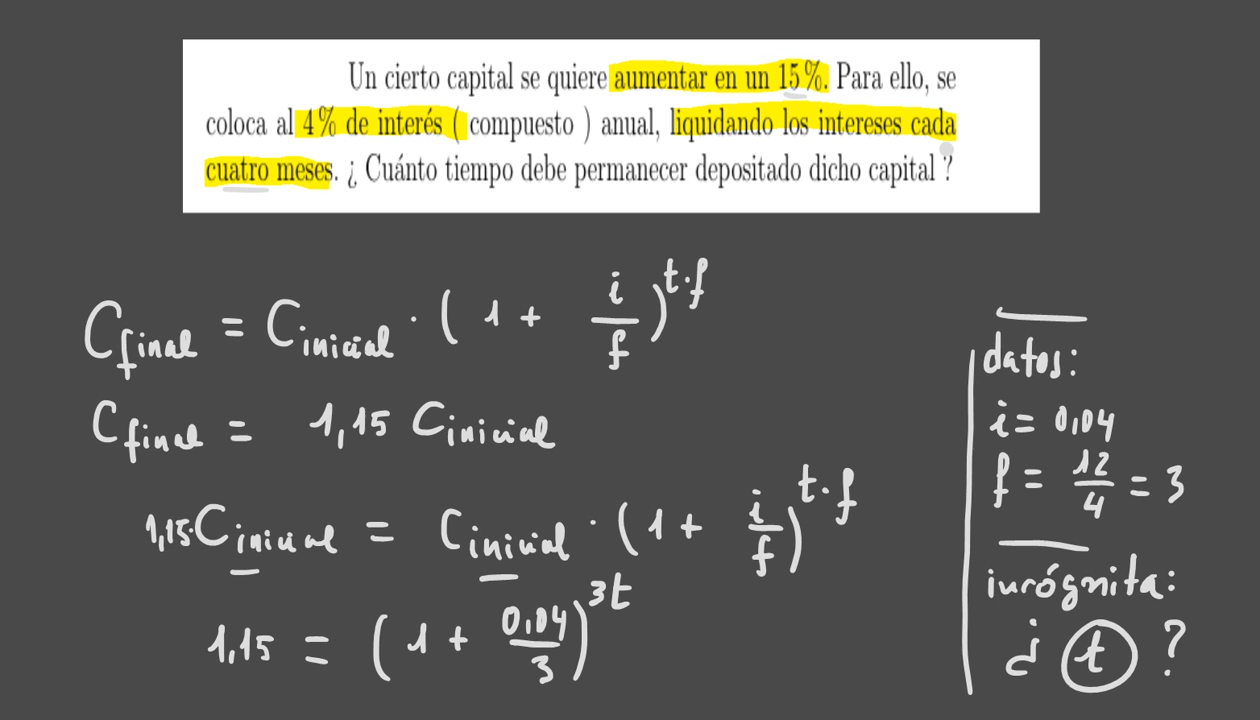 Un cierto capital se quiere aumentar en un 15%. Para ello, se
coloca al 4% de interés ( compuesto ) anual, liquidando los intereses cada
cuatro meses. ¿ Cuánto tiempo debe permanecer depositado dicho capital ?
C_final = C_inicial · (1 + i/f)^t·f
C_final = 1,15 C_inicial
1,15·C_inicial = C_inicial · (1 + i/f)^t·f
1,15 = (1 + 0,04/3)^3t
datos:
i = 0,04
f = 12/4 = 3
incógnita:
¿ t ?